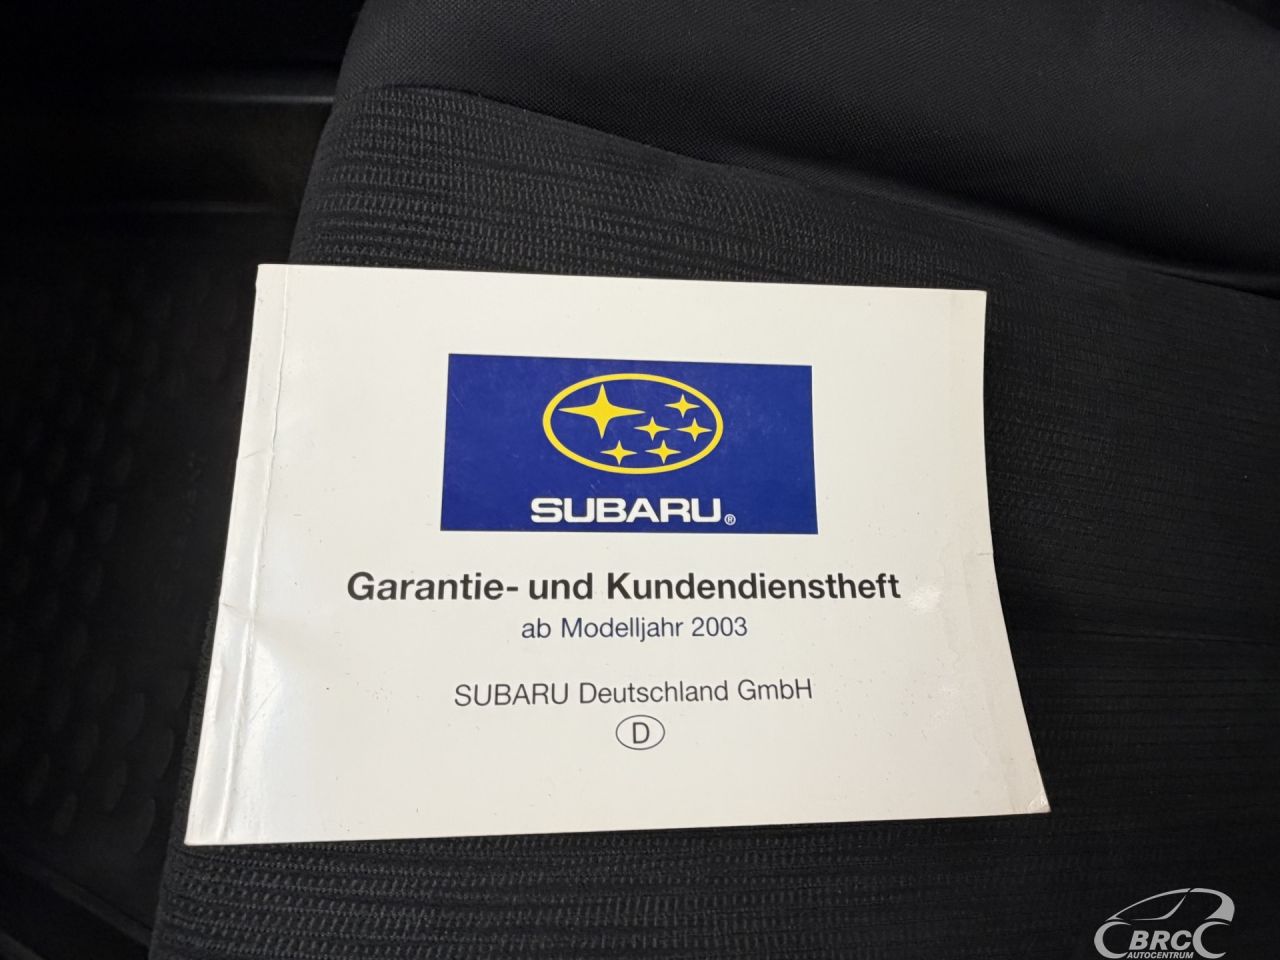 SUBARU®
Garantie- und Kundendienstheft
ab Modelljahr 2003
SUBARU Deutschland GmbH
D
BRC
AUTOCENTRUM